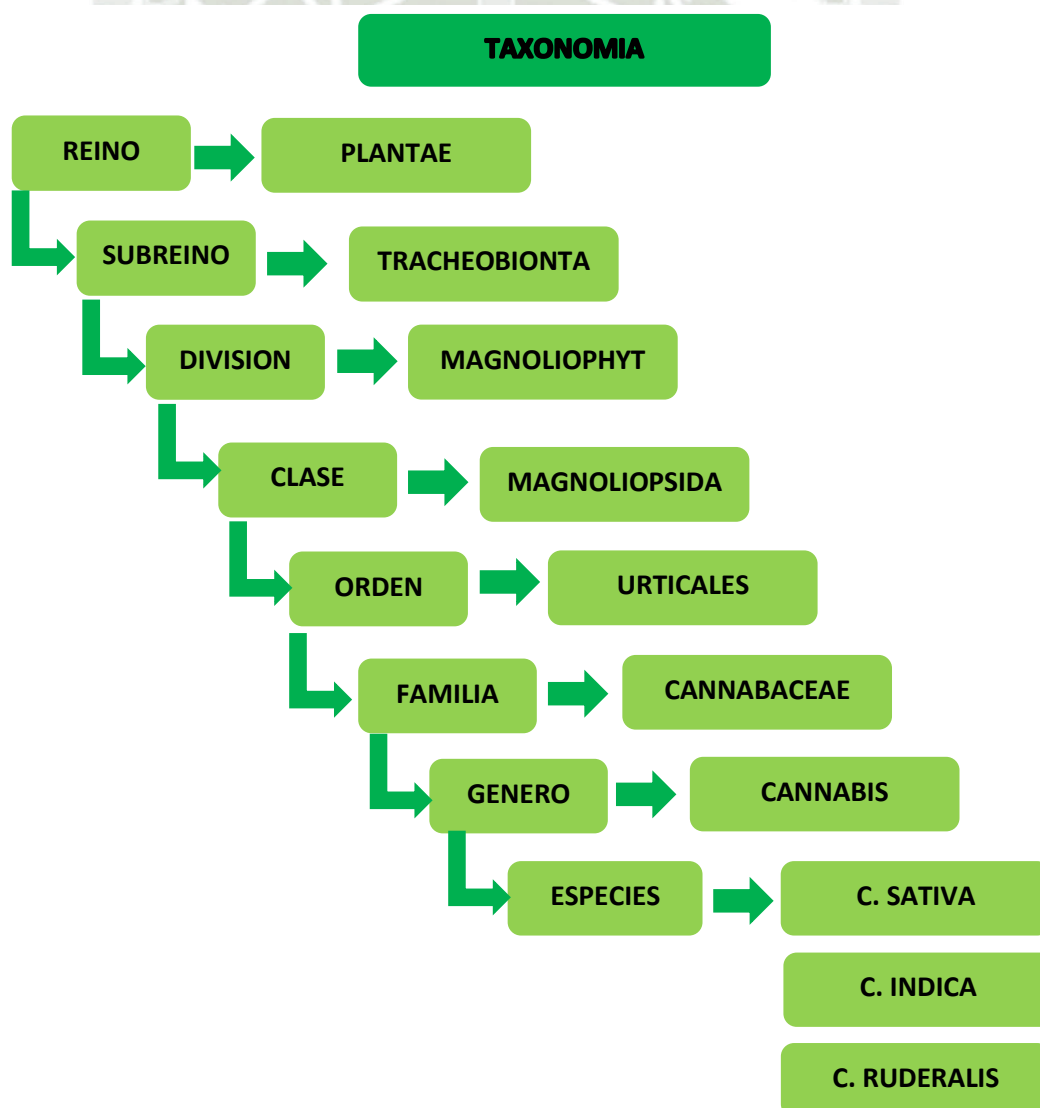 TAXONOMIA
REINO
PLANTAE
SUBREINO
TRACHEOBIONTA
DIVISION
MAGNOLIOPHYT
CLASE
MAGNOLIOPSIDA
ORDEN
URTICALES
FAMILIA
CANNABACEAE
GENERO
CANNABIS
ESPECIES
C. SATIVA
C. INDICA
C. RUDERALIS